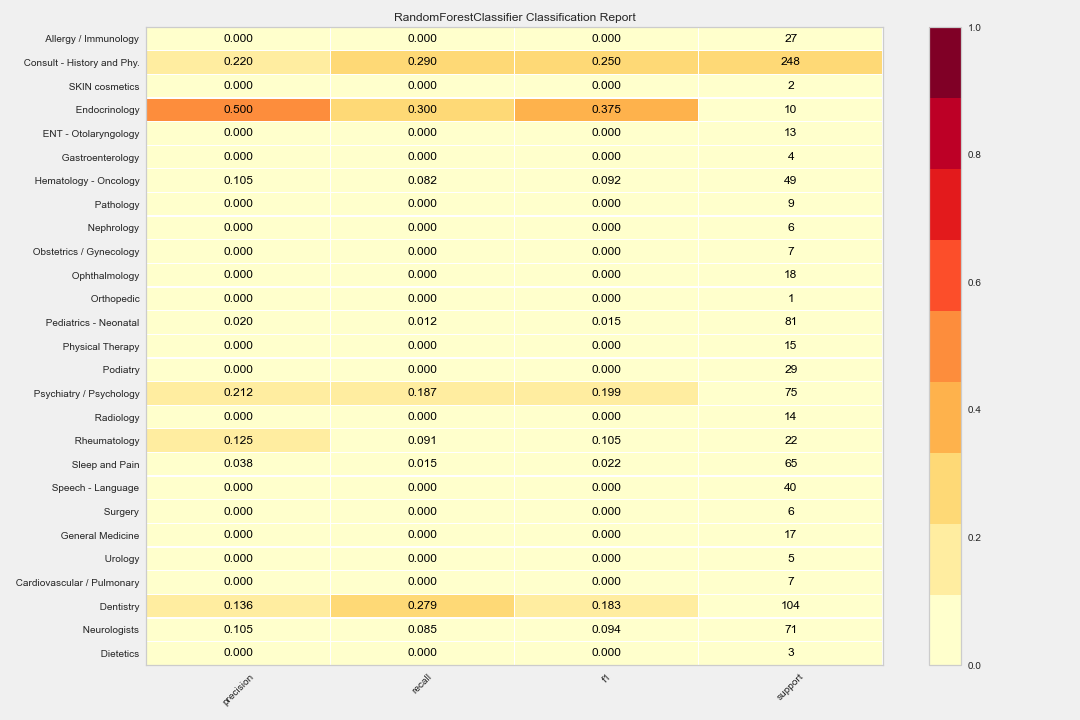 RandomForestClassifier Classification Report
Allergy / Immunology 0.000 0.000 0.000 27
Consult - History and Phy. 0.220 0.290 0.250 248
SKIN cosmetics 0.000 0.000 0.000 2
Endocrinology 0.500 0.300 0.375 10
ENT - Otolaryngology 0.000 0.000 0.000 13
Gastroenterology 0.000 0.000 0.000 4
Hematology - Oncology 0.105 0.082 0.092 49
Pathology 0.000 0.000 0.000 9
Nephrology 0.000 0.000 0.000 6
Obstetrics / Gynecology 0.000 0.000 0.000 7
Ophthalmology 0.000 0.000 0.000 18
Orthopedic 0.000 0.000 0.000 1
Pediatrics - Neonatal 0.020 0.012 0.015 81
Physical Therapy 0.000 0.000 0.000 15
Podiatry 0.000 0.000 0.000 29
Psychiatry / Psychology 0.212 0.187 0.199 75
Radiology 0.000 0.000 0.000 14
Rheumatology 0.125 0.091 0.105 22
Sleep and Pain 0.038 0.015 0.022 65
Speech - Language 0.000 0.000 0.000 40
Surgery 0.000 0.000 0.000 6
General Medicine 0.000 0.000 0.000 17
Urology 0.000 0.000 0.000 5
Cardiovascular / Pulmonary 0.000 0.000 0.000 7
Dentistry 0.136 0.279 0.183 104
Neurologists 0.105 0.085 0.094 71
Dietetics 0.000 0.000 0.000 3
precision recall f1 support
1.0
0.8
0.6
0.4
0.2
0.0